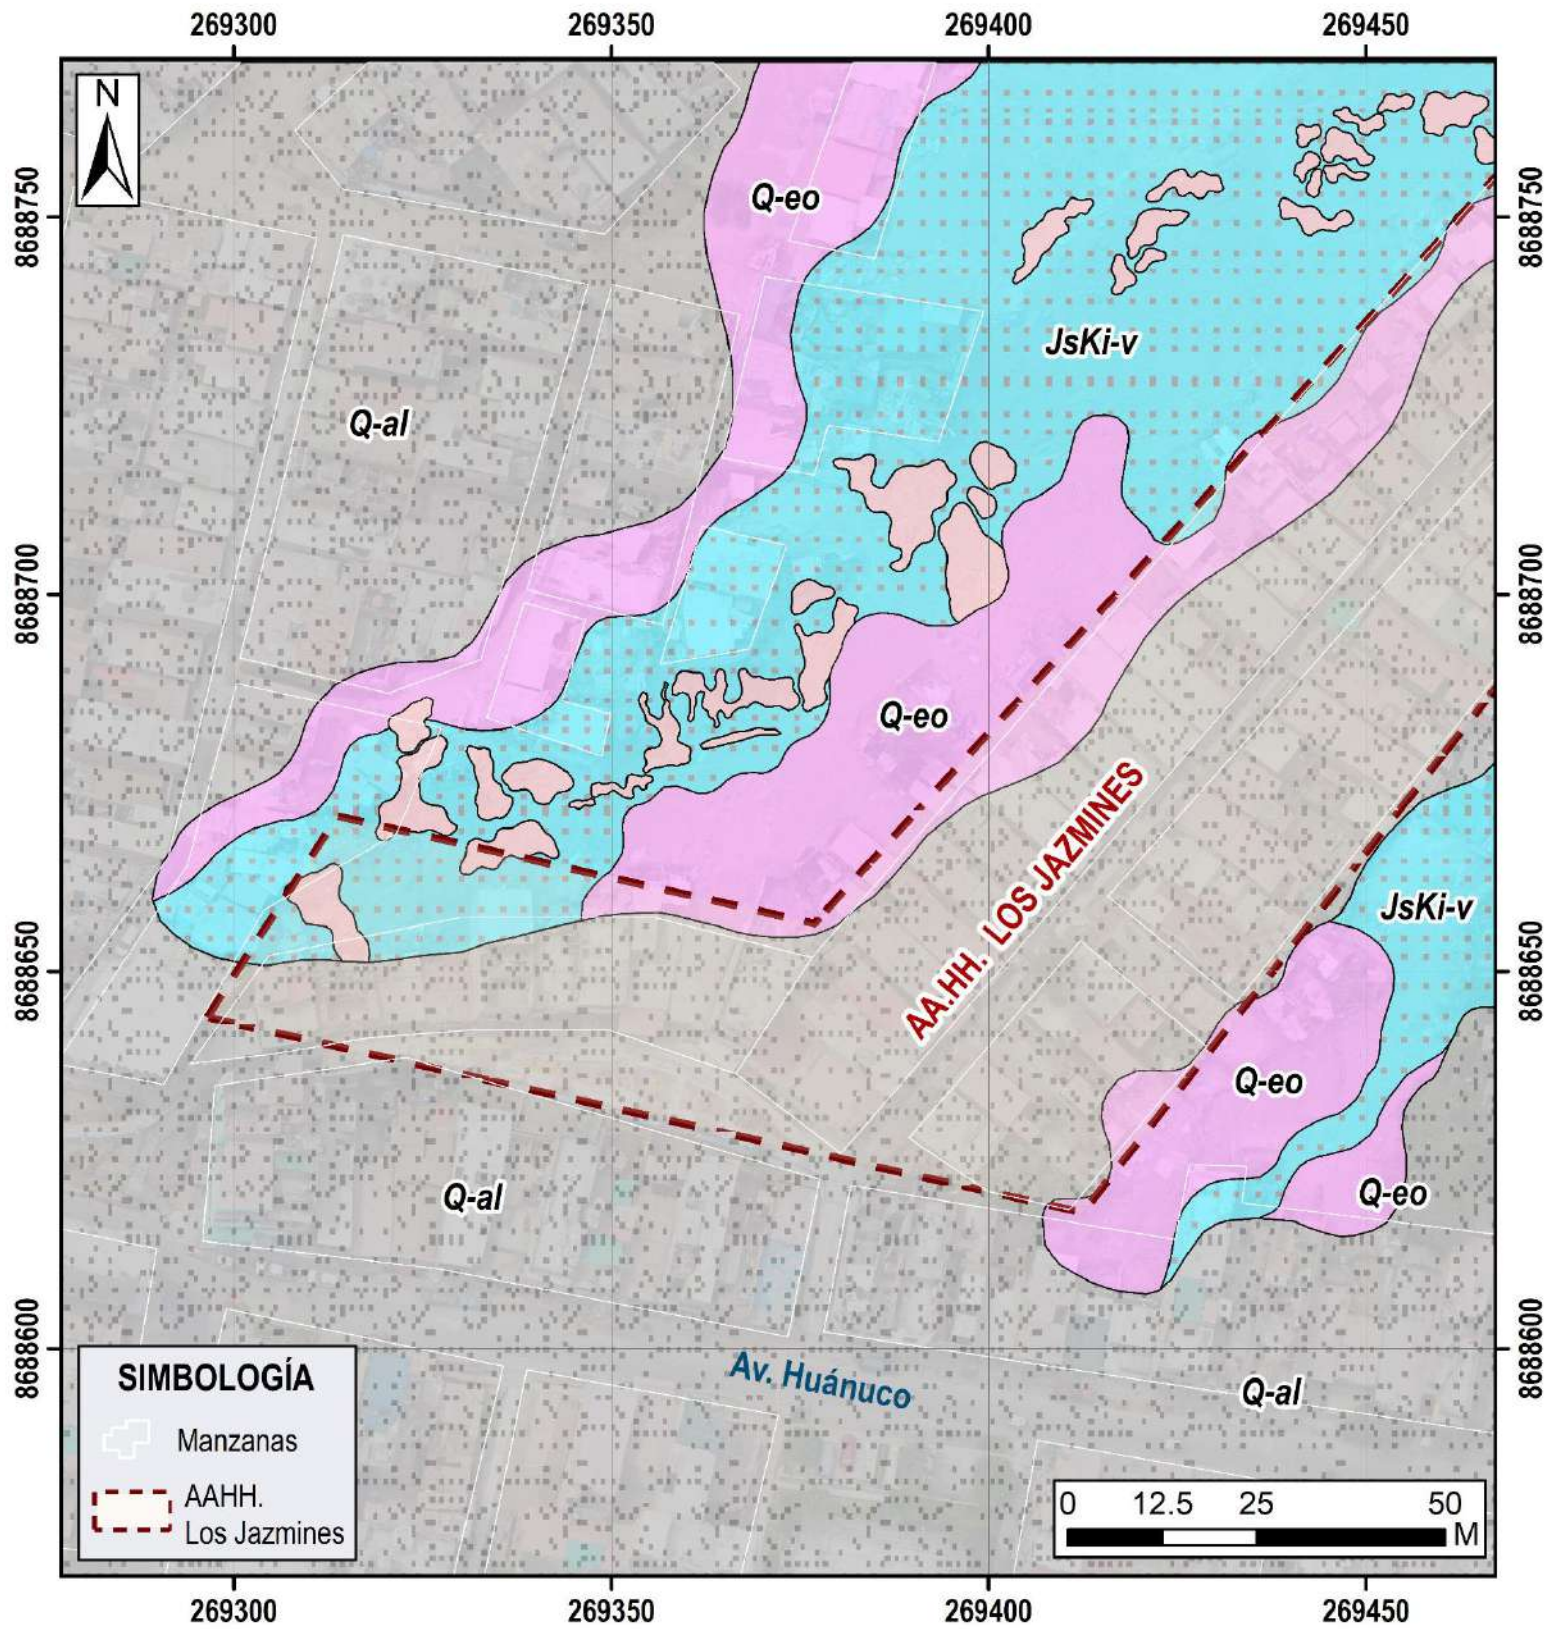 269300 269350 269400 269450
N
8688750
8688750
Q-eo
JsKi-v
Q-al
8688700
8688700
Q-eo
AA.HH. LOS JAZMINES
JsKi-v
8688650
8688650
Q-eo
Q-al
Q-eo
8688600
8688600
Av. Huánuco
Q-al
SIMBOLOGÍA
Manzanas
AAHH.
Los Jazmines
0 12.5 25 50
M
269300 269350 269400 269450